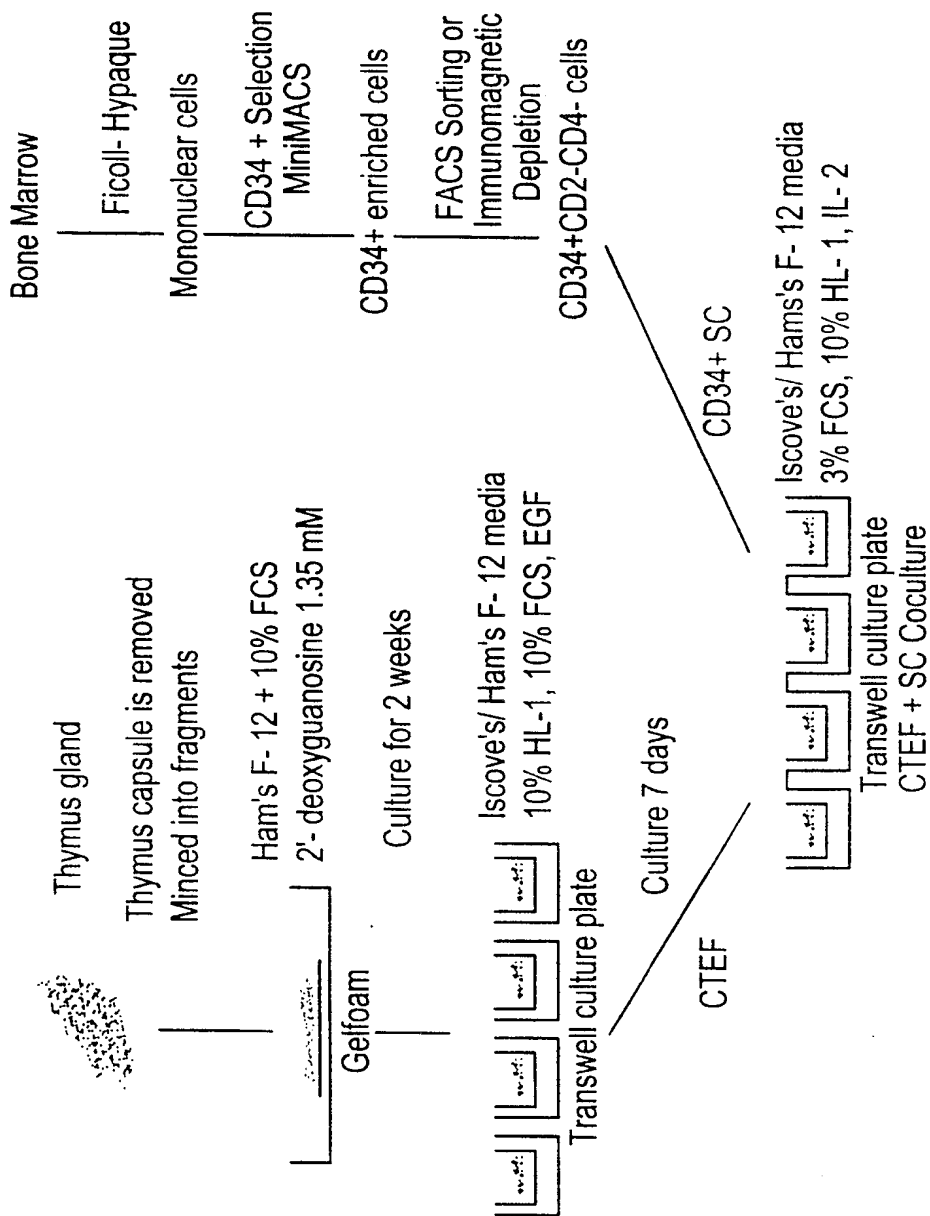 Thymus gland
Thymus capsule is removed
Minced into fragments
Ham's F- 12 + 10% FCS
2'- deoxyguanosine 1.35 mM
Gelfoam
Culture for 2 weeks
Iscove's/ Ham's F- 12 media
10% HL-1, 10% FCS, EGF
Transwell culture plate
Culture 7 days
CTEF
Bone Marrow
Ficoll- Hypaque
Mononuclear cells
CD34 + Selection
MiniMACS
CD34+ enriched cells
FACS Sorting or
Immunomagnetic
Depletion
CD34+CD2-CD4- cells
CD34+ SC
Iscove's/ Hams's F- 12 media
3% FCS, 10% HL- 1, IL- 2
Transwell culture plate
CTEF + SC Coculture